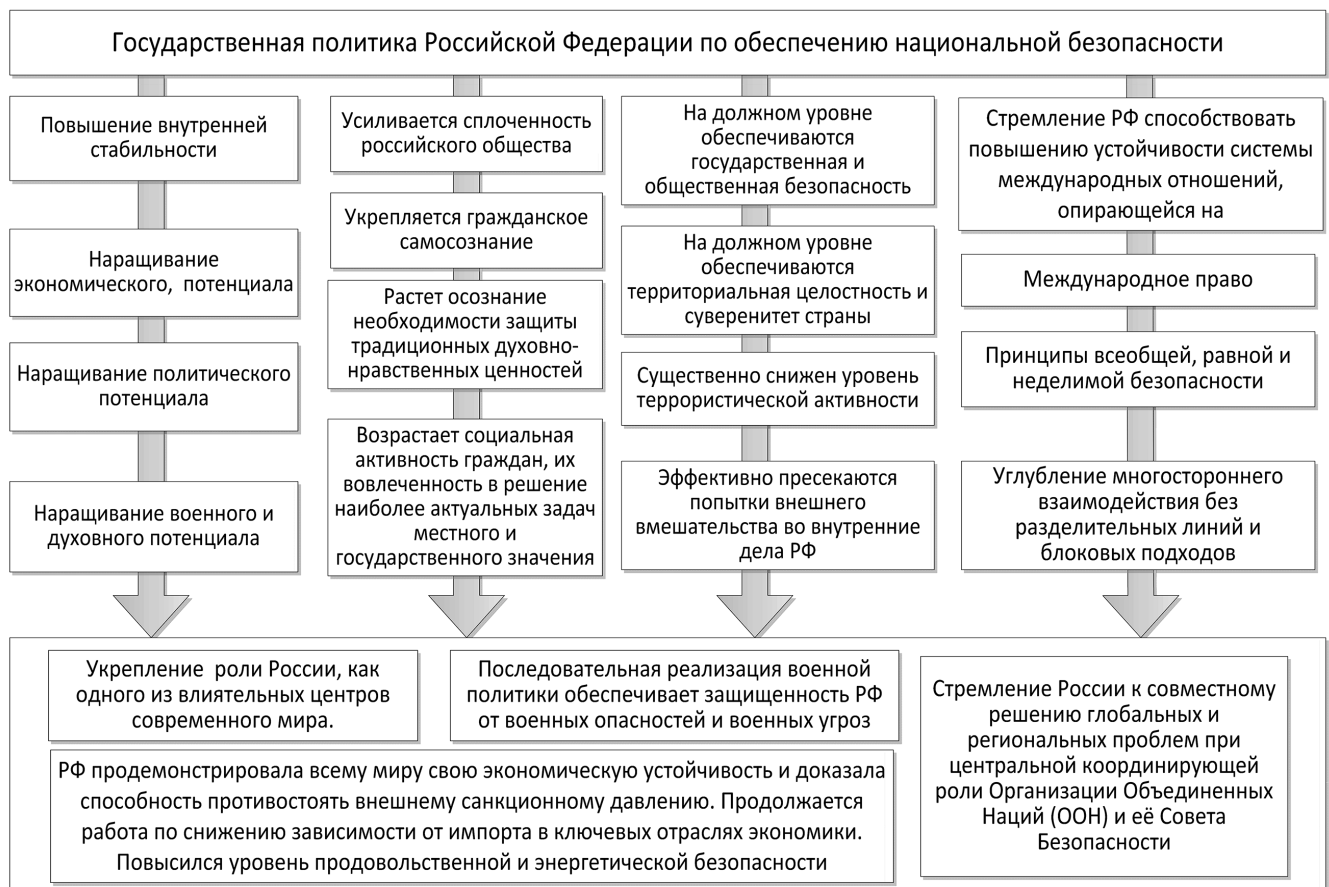 Государственная политика Российской Федерации по обеспечению национальной безопасности
Повышение внутренней
стабильности
Наращивание
экономического, потенциала
Наращивание политического
потенциала
Наращивание военного и
духовного потенциала
Усиливается сплоченность
российского общества
Укрепляется гражданское
самосознание
Растет осознание
необходимости защиты
традиционных духовно-
нравственных ценностей
Возрастает социальная
активность граждан, их
вовлеченность в решение
наиболее актуальных задач
местного и
государственного значения
На должном уровне
обеспечиваются
государственная и
общественная безопасность
На должном уровне
обеспечиваются
территориальная целостность и
суверенитет страны
Существенно снижен уровень
террористической активности
Эффективно пресекаются
попытки внешнего
вмешательства во внутренние
дела РФ
Стремление РФ способствовать
повышению устойчивости системы
международных отношений,
опирающейся на
Международное право
Принципы всеобщей, равной и
неделимой безопасности
Углубление многостороннего
взаимодействия без
разделительных линий и
блоковых подходов
Укрепление роли России, как
одного из влиятельных центров
современного мира.
Последовательная реализация военной
политики обеспечивает защищенность РФ
от военных опасностей и военных угроз
РФ продемонстрировала всему миру свою экономическую устойчивость и доказала
способность противостоять внешнему санкционному давлению. Продолжается
работа по снижению зависимости от импорта в ключевых отраслях экономики.
Повысился уровень продовольственной и энергетической безопасности
Стремление России к совместному
решению глобальных и
региональных проблем при
центральной координирующей
роли Организации Объединенных
Наций (ООН) и её Совета
Безопасности